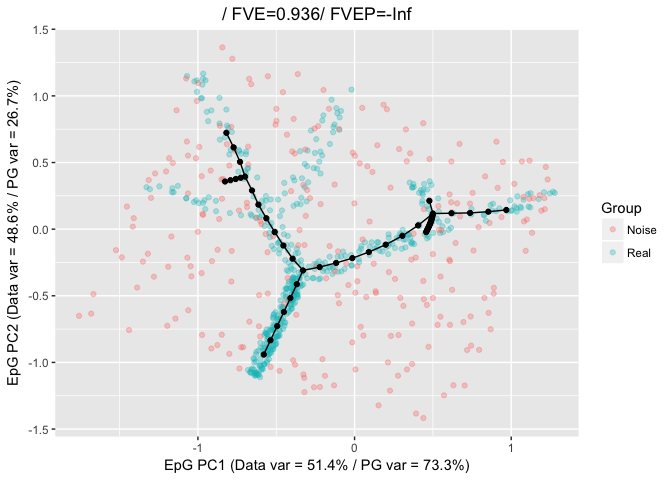 / FVE=0.936/ FVEP=-Inf
EpG PC2 (Data var = 48.6% / PG var = 26.7%)
1.5
1.0
0.5
0.0
-0.5
-1.0
-1.5
-1
0
1
EpG PC1 (Data var = 51.4% / PG var = 73.3%)
Group
Noise
Real